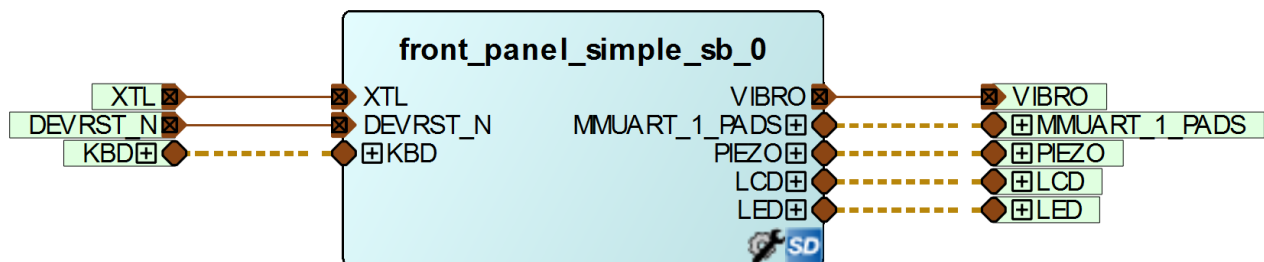 front_panel_simple_sb_0
XTL XTL VIBRO VIBRO
DEVRST_N DEVRST_N MMUART_1_PADS MMUART_1_PADS
KBD KBD PIEZO PIEZO
LCD LCD
LED LED
SD